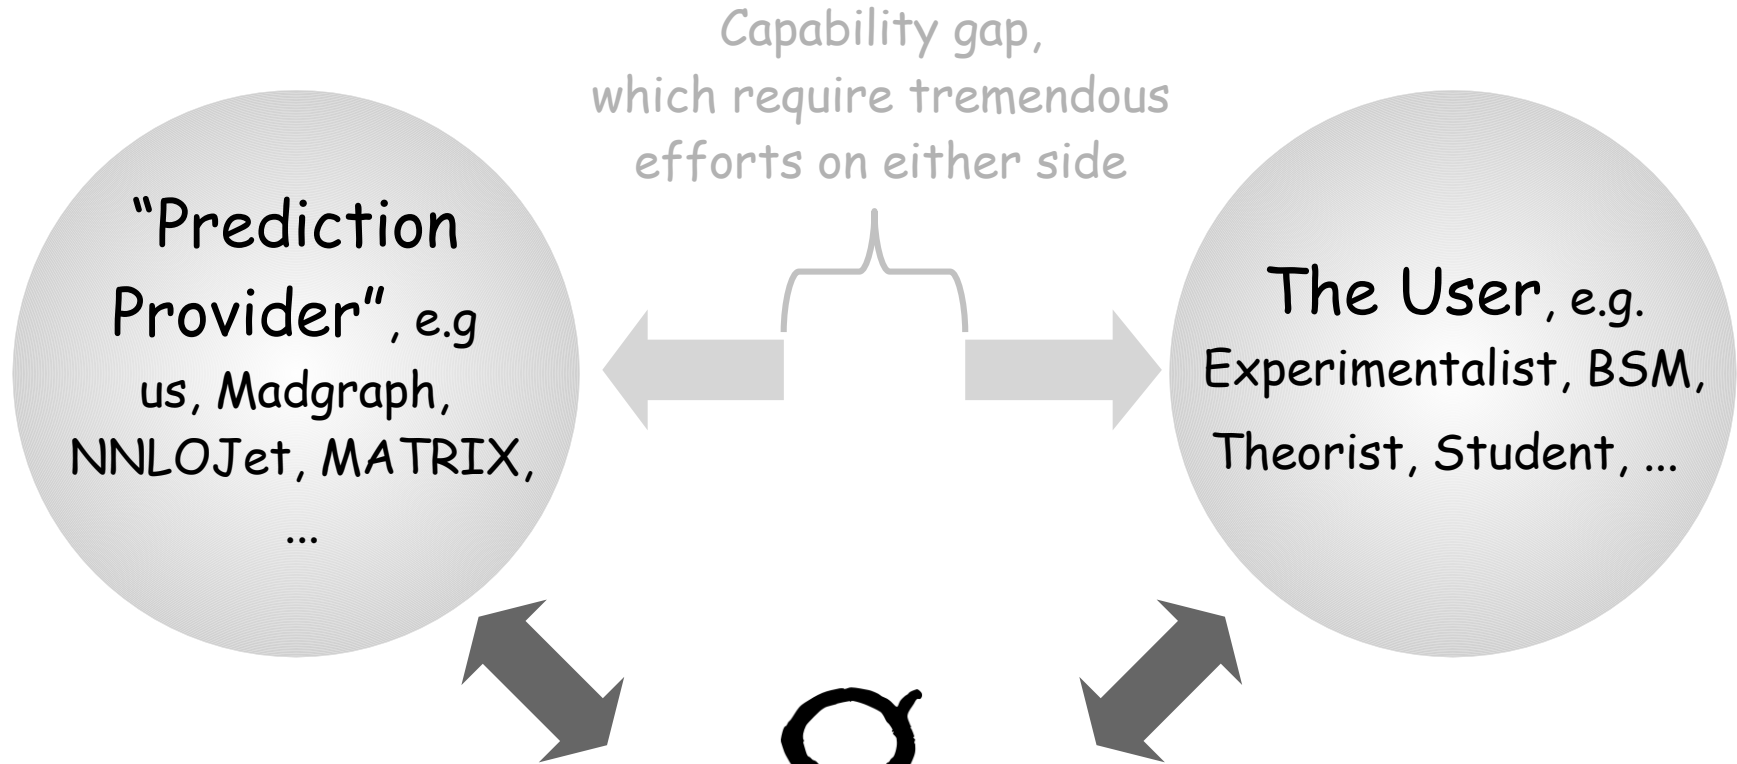 Capability gap,
which require tremendous
efforts on either side
“Prediction
Provider”, e.g
us, Madgraph,
NNLOJet, MATRIX,
...
The User, e.g.
Experimentalist, BSM,
Theorist, Student, ...